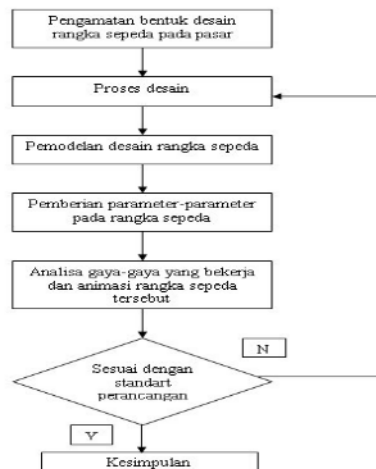 Pengamatan bentuk desain
rangka sepeda pada pasar
Proses desain
Pemodelan desain rangka sepeda
Pemberian parameter-parameter
pada rangka sepeda
Analisa gaya-gaya yang bekerja
dan animasi rangka sepeda
tersebut
N
Sesuai dengan
standart
perancangan
Y
Kesimpulan